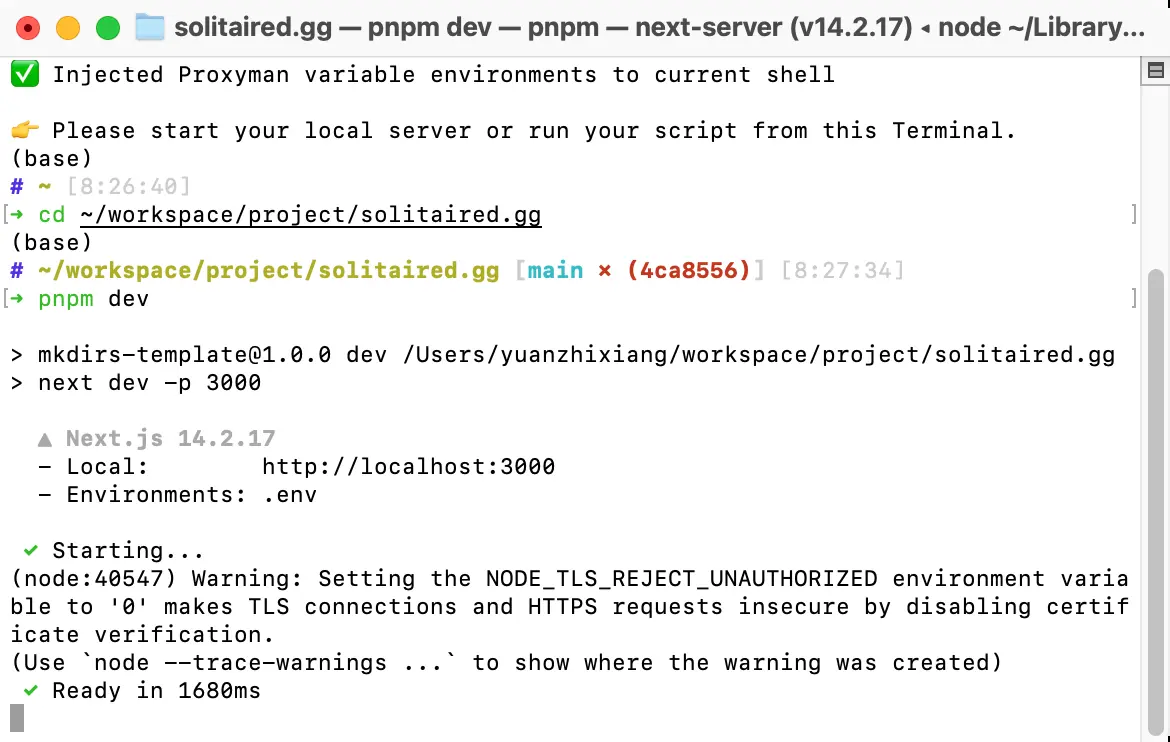 solitaired.gg — pnpm dev — pnpm — next-server (v14.2.17) ◂ node ~/Library...
✅ Injected Proxyman variable environments to current shell
👉 Please start your local server or run your script from this Terminal.
(base)
# ~ [8:26:40]
[➜ cd ~/workspace/project/solitaired.gg ]
(base)
# ~/workspace/project/solitaired.gg [main × (4ca8556)] [8:27:34]
[➜ pnpm dev ]
> mkdirs-template@1.0.0 dev /Users/yuanzhixiang/workspace/project/solitaired.gg
> next dev -p 3000
▲ Next.js 14.2.17
- Local: http://localhost:3000
- Environments: .env
✓ Starting...
(node:40547) Warning: Setting the NODE_TLS_REJECT_UNAUTHORIZED environment varia
ble to '0' makes TLS connections and HTTPS requests insecure by disabling certif
icate verification.
(Use `node --trace-warnings ...` to show where the warning was created)
✓ Ready in 1680ms